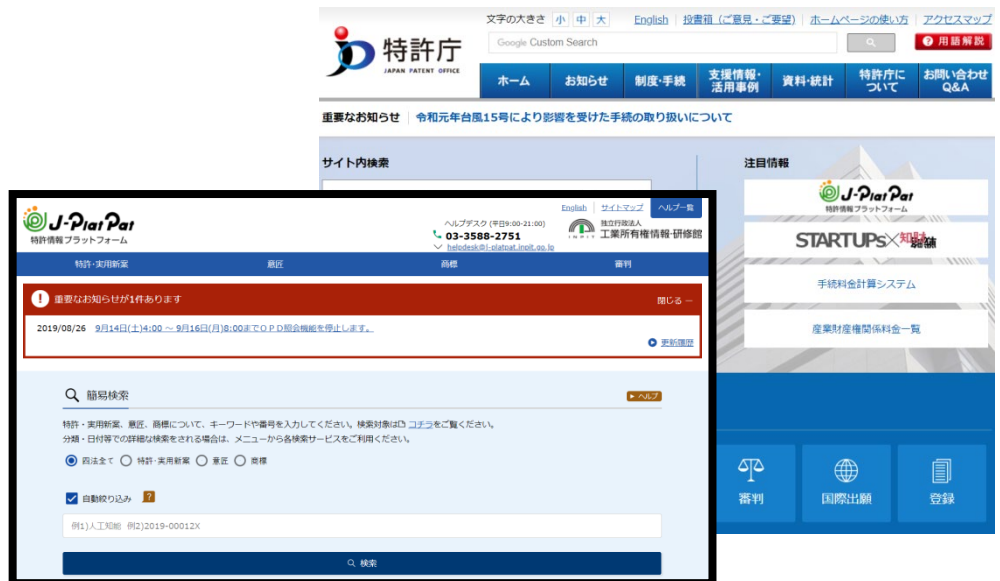 文字の大きさ 小 中 大 English 投書箱（ご意見・ご要望） ホームページの使い方 アクセスマップ
特許庁
JAPAN PATENT OFFICE
Google Custom Search
? 用語解説
ホーム お知らせ 制度・手続 支援情報・活用事例 資料・統計 特許庁について お問い合わせ Q&A
重要なお知らせ 令和元年台風15号により影響を受けた手続の取り扱いについて
サイト内検索
注目情報
J-PlatPat
特許情報プラットフォーム
STARTUPs×知財
手続料金計算システム
産業財産権関係料金一覧
審判 国際出願 登録
J-PlatPat
特許情報プラットフォーム
English サイトマップ ヘルプ一覧
ヘルプデスク (平日9:00-21:00)
03-3588-2751
helpdesk@j-platpat.inpit.go.jp
INPIT
独立行政法人
工業所有権情報・研修館
特許・実用新案 意匠 商標 審判
! 重要なお知らせが1件あります 閉じる －
2019/08/26 9月14日(土)4:00 ～ 9月16日(月)8:00までＯＰＤ照会機能を停止します。
更新履歴
簡易検索
ヘルプ
特許・実用新案、意匠、商標について、キーワードや番号を入力してください。検索対象は コチラをご覧ください。
分類・日付等での詳細な検索をされる場合は、メニューから各検索サービスをご利用ください。
四法全て 特許・実用新案 意匠 商標
自動絞り込み ?
例1)人工知能 例2)2019-00012X
検索